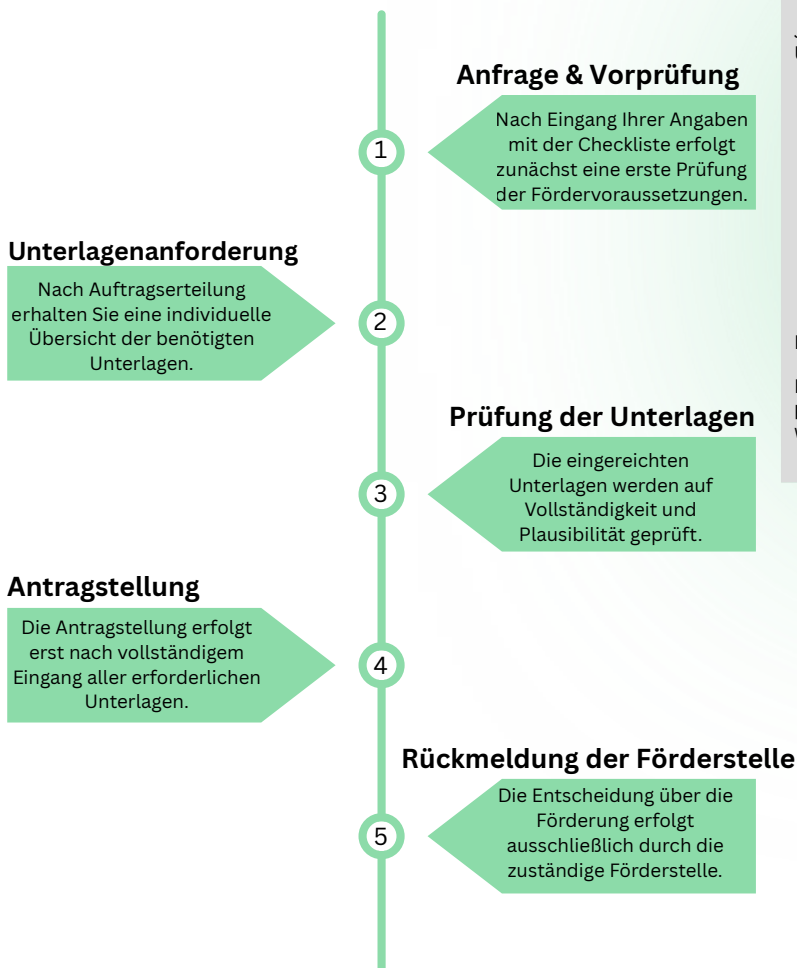 Anfrage & Vorprüfung
Nach Eingang Ihrer Angaben
mit der Checkliste erfolgt
zunächst eine erste Prüfung
der Fördervoraussetzungen.
1
Unterlagenanforderung
Nach Auftragserteilung
erhalten Sie eine individuelle
Übersicht der benötigten
Unterlagen.
2
Prüfung der Unterlagen
Die eingereichten
Unterlagen werden auf
Vollständigkeit und
Plausibilität geprüft.
3
Antragstellung
Die Antragstellung erfolgt
erst nach vollständigem
Eingang aller erforderlichen
Unterlagen.
4
Rückmeldung der Förderstelle
Die Entscheidung über die
Förderung erfolgt
ausschließlich durch die
zuständige Förderstelle.
5